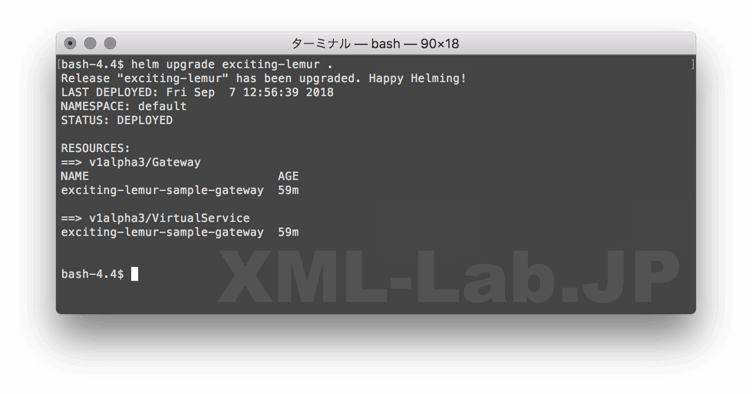 ターミナル — bash — 90×18
[bash-4.4$ helm upgrade exciting-lemur . ]
Release "exciting-lemur" has been upgraded. Happy Helming!
LAST DEPLOYED: Fri Sep  7 12:56:39 2018
NAMESPACE: default
STATUS: DEPLOYED
RESOURCES:
==> v1alpha3/Gateway
NAME                           AGE
exciting-lemur-sample-gateway  59m
==> v1alpha3/VirtualService
exciting-lemur-sample-gateway  59m
bash-4.4$
XML-Lab.JP